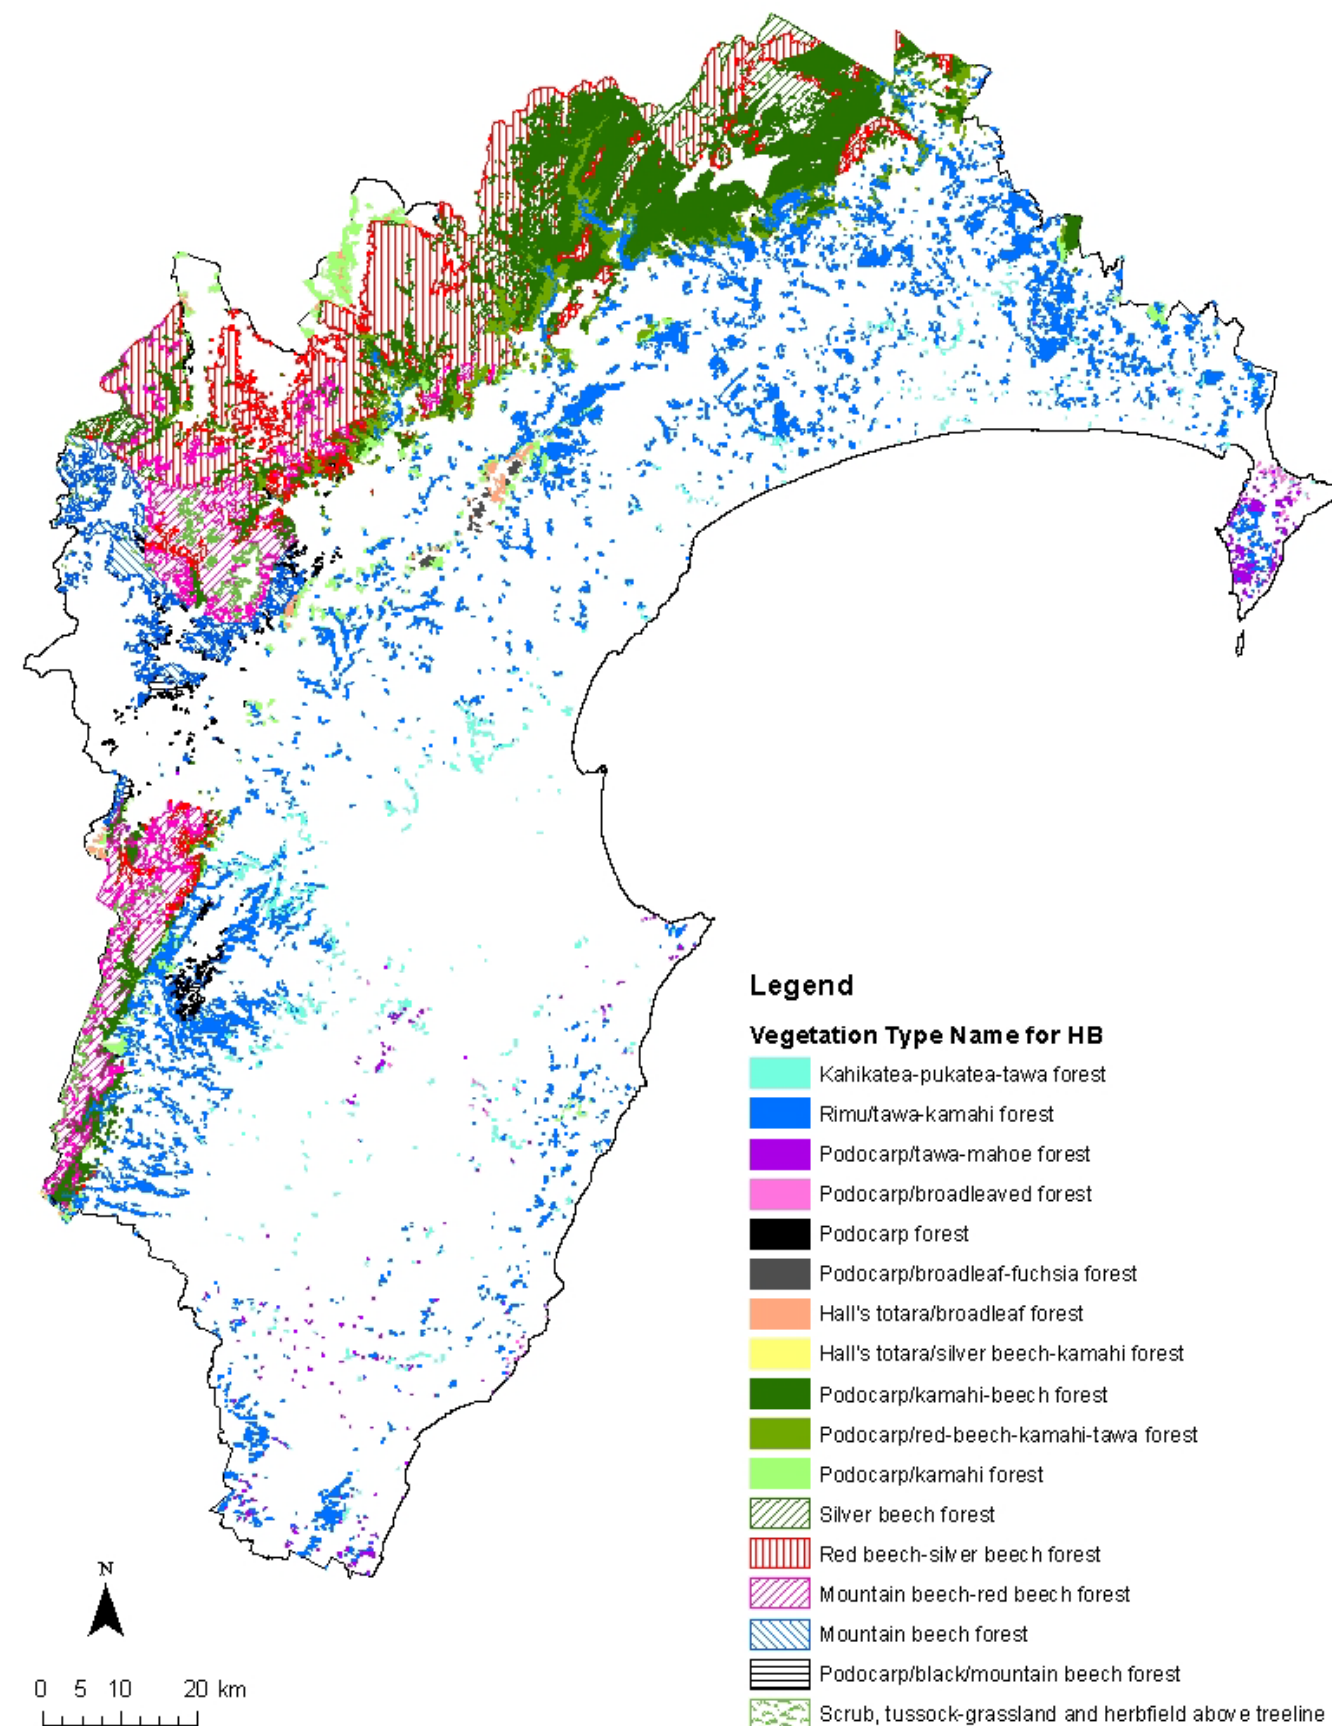 Legend
Vegetation Type Name for HB
Kahikatea-pukatea-tawa forest
Rimu/tawa-kamahi forest
Podocarp/tawa-mahoe forest
Podocarp/broadleaved forest
Podocarp forest
Podocarp/broadleaf-fuchsia forest
Hall's totara/broadleaf forest
Hall's totara/silver beech-kamahi forest
Podocarp/kamahi-beech forest
Podocarp/red-beech-kamahi-tawa forest
Podocarp/kamahi forest
Silver beech forest
Red beech-silver beech forest
Mountain beech-red beech forest
Mountain beech forest
Podocarp/black/mountain beech forest
Scrub, tussock-grassland and herbfield above treeline
N
0 5 10 20 km